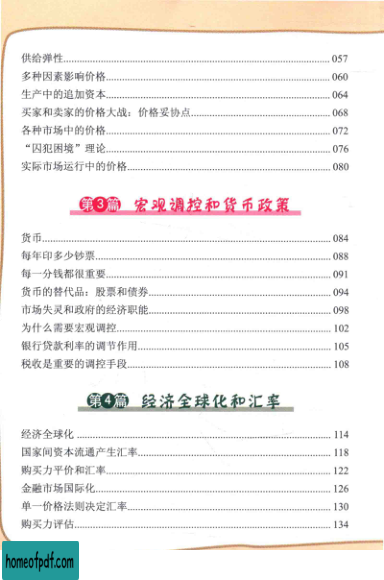 供给弹性 057
多种因素影响价格 060
生产中的追加资本 064
买家和卖家的价格大战：价格妥协点 068
各种市场中的价格 072
“囚犯困境”理论 076
实际市场运行中的价格 080
第3篇 宏观调控和货币政策
货币 084
每年印多少钞票 088
每一分钱都很重要 091
货币的替代品：股票和债券 094
市场失灵和政府的经济职能 098
为什么需要宏观调控 102
银行贷款利率的调节作用 105
税收是重要的调控手段 108
第4篇 经济全球化和汇率
经济全球化 114
国家间资本流通产生汇率 118
购买力平价和汇率 122
金融市场国际化 126
单一价格法则决定汇率 130
购买力评估 134
homeofpdf.com